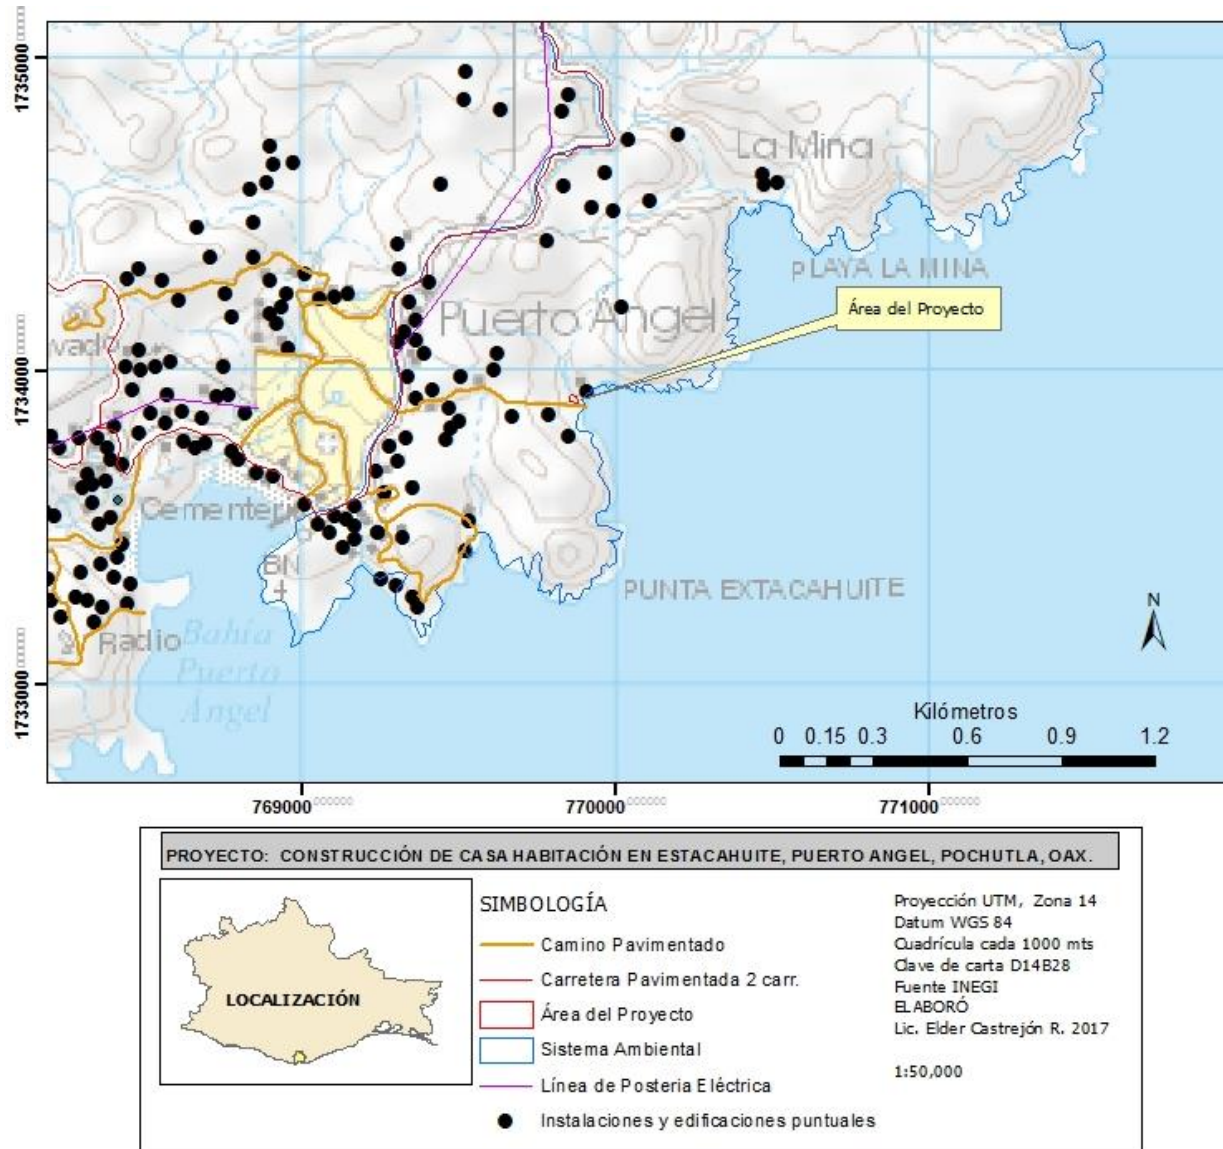 1735000
La Mina
PLAYA LA MINA
Área del Proyecto
Puerto Angel
1734000
Radio
BN
PUNTA EXTACAHUITE
N
Bahía
Puerto
Ángel
1733000
Kilómetros
0 0.15 0.3 0.6 0.9 1.2
769000 770000 771000
PROYECTO: CONSTRUCCIÓN DE CASA HABITACIÓN EN ESTACAHUITE, PUERTO ANGEL, POCHUTLA, OAX.
LOCALIZACIÓN
SIMBOLOGÍA
Camino Pavimentado
Carretera Pavimentada 2 carr.
Área del Proyecto
Sistema Ambiental
Línea de Posteria Eléctrica
Instalaciones y edificaciones puntuales
Proyección UTM, Zona 14
Datum WGS 84
Cuadrícula cada 1000 mts
Clave de carta D14B28
Fuente INEGI
ELABORÓ
Lic. Elder Castrejón R. 2017
1:50,000